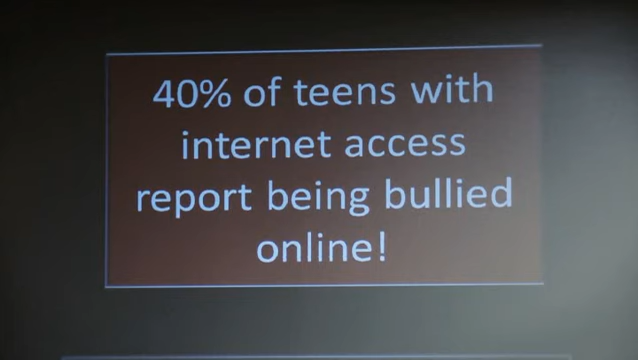 40% of teens with
internet access
report being bullied
online!